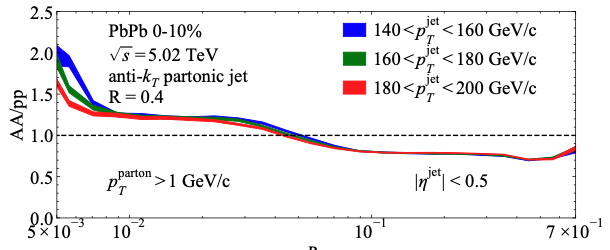 2.5
2.0
1.5
1.0
0.5
0.0
AA/pp
PbPb 0-10%
√s = 5.02 TeV
anti-k_T partonic jet
R = 0.4
140 < p_T^jet < 160 GeV/c
160 < p_T^jet < 180 GeV/c
180 < p_T^jet < 200 GeV/c
p_T^parton > 1 GeV/c
|η^jet| < 0.5
5×10⁻³ 10⁻² 10⁻¹ 7×10⁻¹